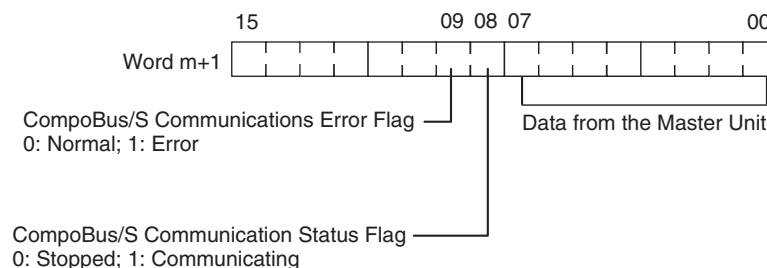 15 09 08 07 00
Word m+1
CompoBus/S Communications Error Flag
0: Normal; 1: Error
Data from the Master Unit
CompoBus/S Communication Status Flag
0: Stopped; 1: Communicating